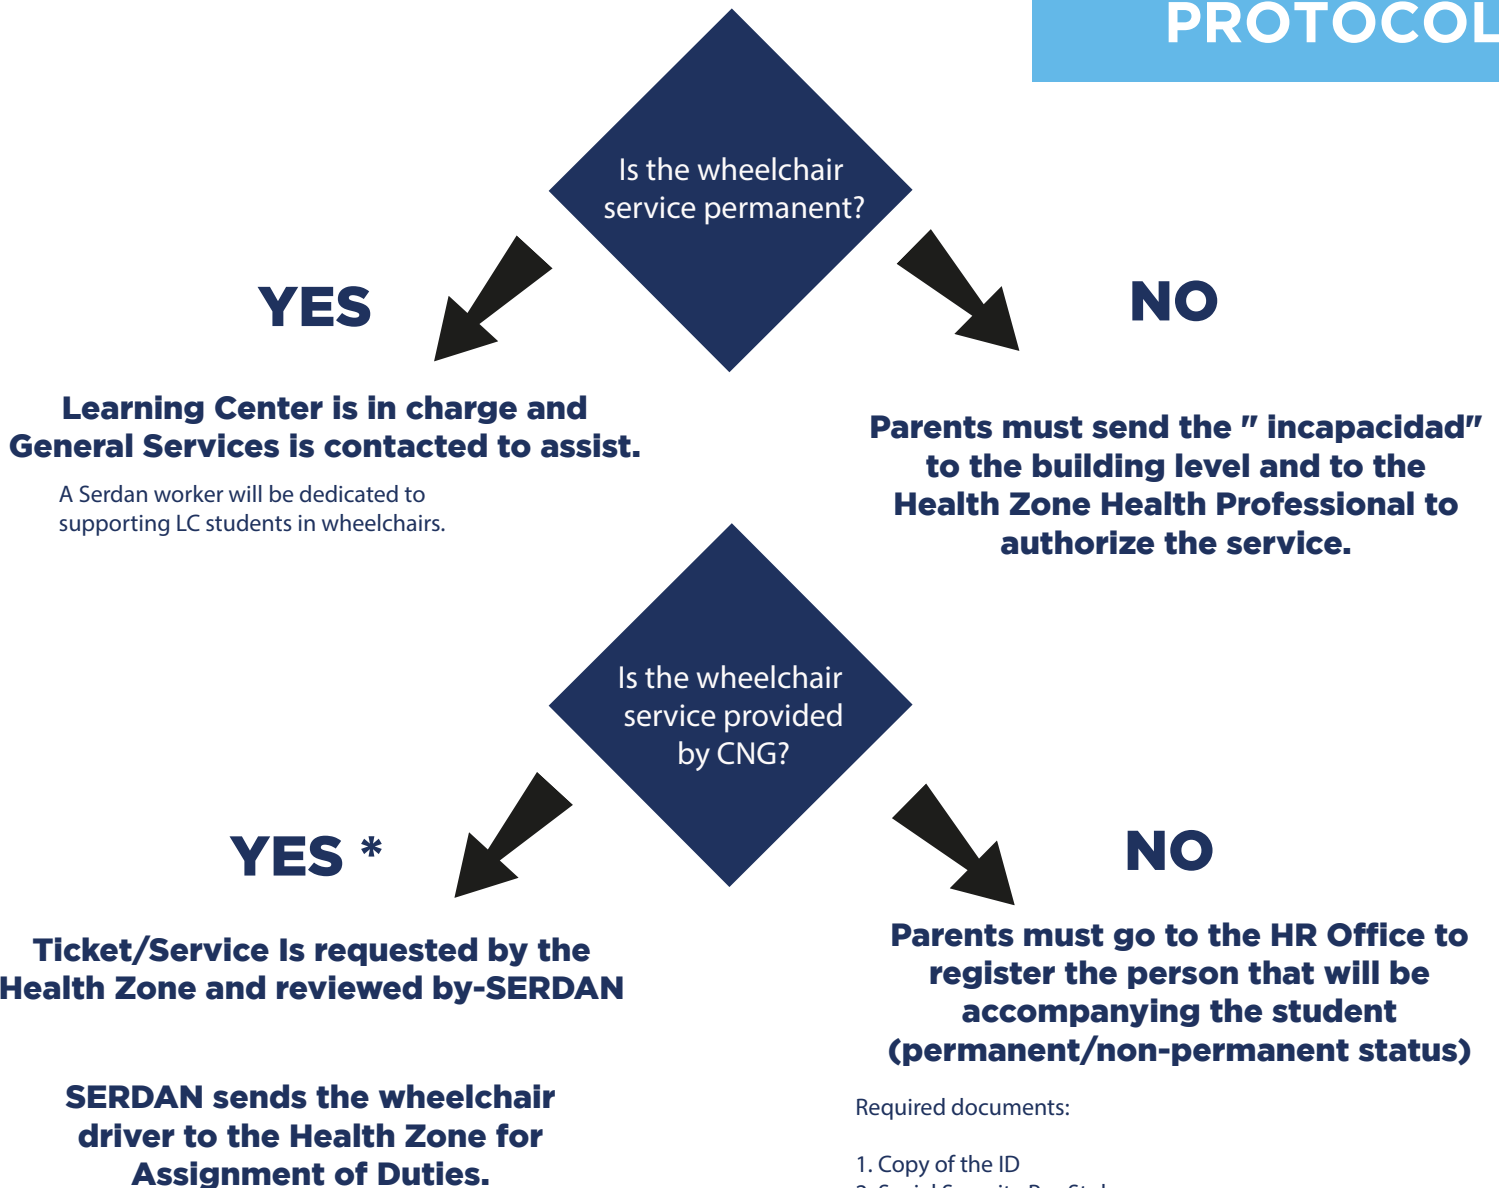 PROTOCOL
Is the wheelchair
service permanent?
YES
NO
Learning Center is in charge and
General Services is contacted to assist.
A Serdan worker will be dedicated to
supporting LC students in wheelchairs.
Parents must send the " incapacidad"
to the building level and to the
Health Zone Health Professional to
authorize the service.
Is the wheelchair
service provided
by CNG?
YES *
NO
Ticket/Service Is requested by the
Health Zone and reviewed by-SERDAN
SERDAN sends the wheelchair
driver to the Health Zone for
Assignment of Duties.
Parents must go to the HR Office to
register the person that will be
accompanying the student
(permanent/non-permanent status)
Required documents:
1. Copy of the ID